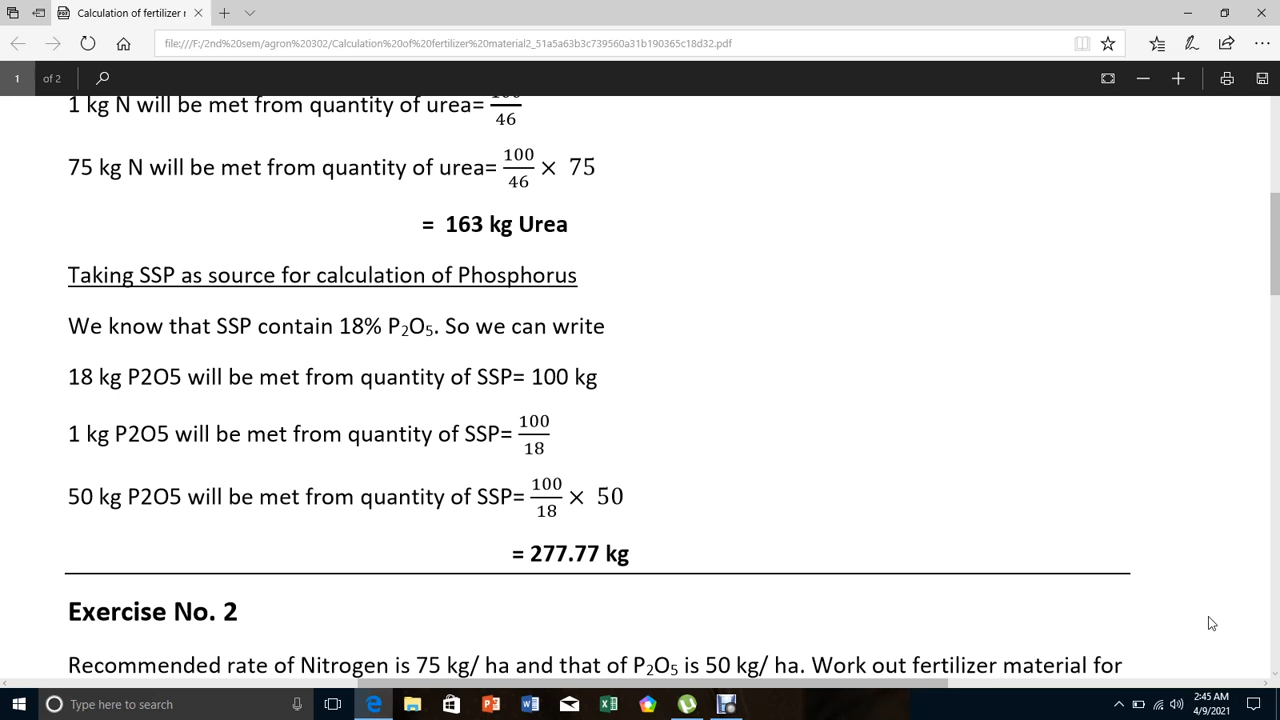 Calculation of fertilizer r
file:///F:/2nd%20sem/agron%20302/Calculation%20of%20fertilizer%20material2_51a5a63b3c739560a31b190365c18d32.pdf
1 of 2
1 kg N will be met from quantity of urea= 100/46
75 kg N will be met from quantity of urea= 100/46 × 75
= 163 kg Urea
Taking SSP as source for calculation of Phosphorus
We know that SSP contain 18% P₂O₅. So we can write
18 kg P2O5 will be met from quantity of SSP= 100 kg
1 kg P2O5 will be met from quantity of SSP= 100/18
50 kg P2O5 will be met from quantity of SSP= 100/18 × 50
= 277.77 kg
Exercise No. 2
Recommended rate of Nitrogen is 75 kg/ ha and that of P₂O₅ is 50 kg/ ha. Work out fertilizer material for
Type here to search
2:45 AM
4/9/2021